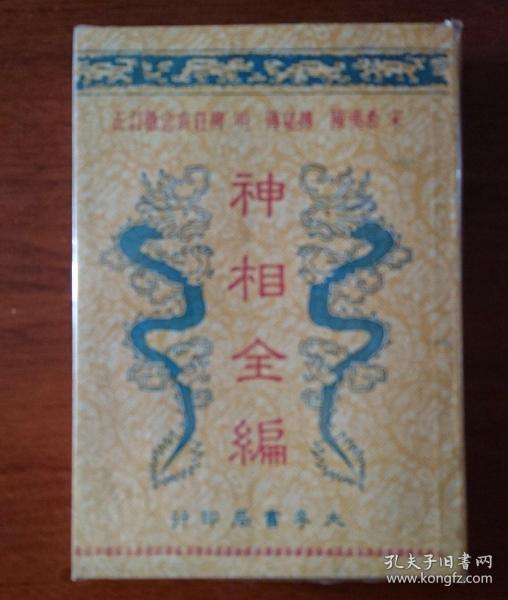 宋 希夷陳 摶秘傳 明 柳莊袁忠徹訂正
神相全編
大孚書局印行
孔夫子旧书网
www.kongfz.com